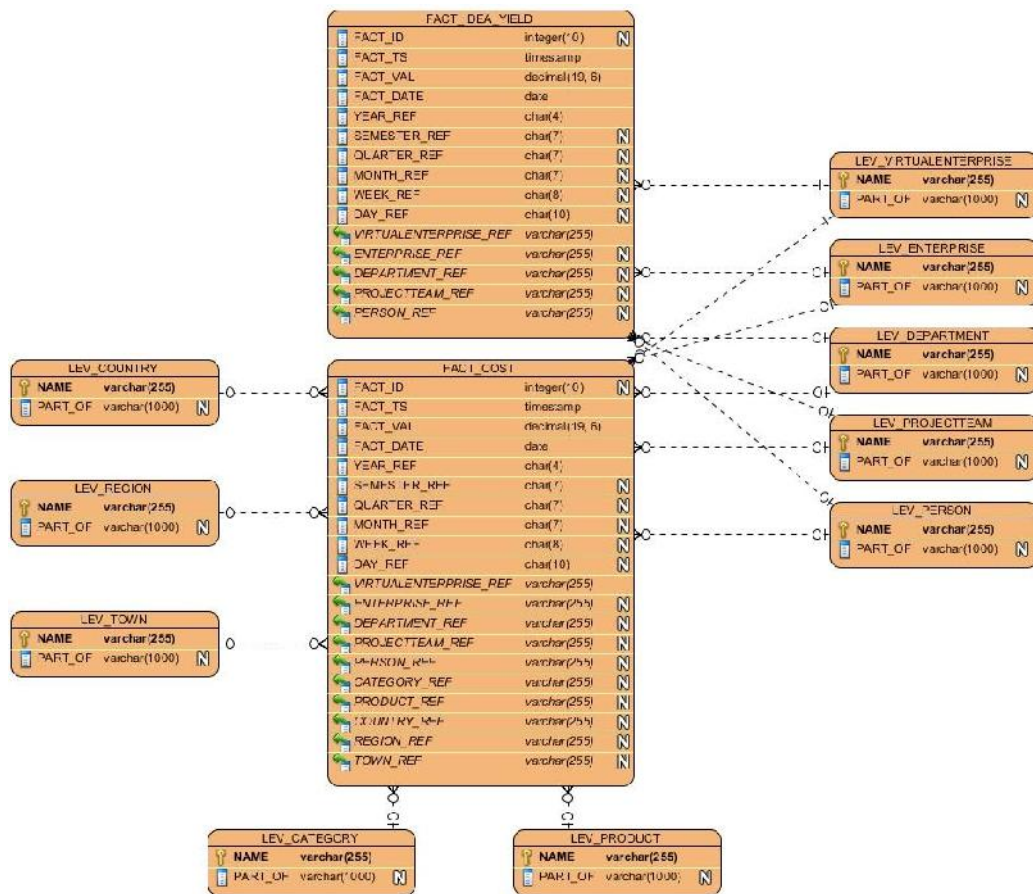 FACT_DEA_YIELD
FACT_ID integer(10) N
FACT_TS timestamp
FACT_VAL decimal(19, 6)
FACT_DATE date
YEAR_REF char(4)
SEMESTER_REF char(7) N
QUARTER_REF char(7) N
MONTH_REF char(7) N
WEEK_REF char(8) N
DAY_REF char(10) N
VIRTUALENTERPRISE_REF varchar(255)
ENTERPRISE_REF varchar(255) N
DEPARTMENT_REF varchar(255) N
PROJECTTEAM_REF varchar(255) N
PERSON_REF varchar(255) N
LEV_VIRTUALENTERPRISE
NAME varchar(255)
PART_OF varchar(1000) N
LEV_ENTERPRISE
NAME varchar(255)
PART_OF varchar(1000) N
LEV_DEPARTMENT
NAME varchar(255)
PART_OF varchar(1000) N
LEV_PROJECTTEAM
NAME varchar(255)
PART_OF varchar(1000) N
LEV_PERSON
NAME varchar(255)
PART_OF varchar(1000) N
LEV_COUNTRY
NAME varchar(255)
PART_OF varchar(1000) N
LEV_REGION
NAME varchar(255)
PART_OF varchar(1000) N
LEV_TOWN
NAME varchar(255)
PART_OF varchar(1000) N
FACT_COST
FACT_ID integer(10) N
FACT_TS timestamp
FACT_VAL decimal(19, 6)
FACT_DATE date
YEAR_REF char(4)
SEMESTER_REF char(7) N
QUARTER_REF char(7) N
MONTH_REF char(7) N
WEEK_REF char(8) N
DAY_REF char(10) N
VIRTUALENTERPRISE_REF varchar(255)
ENTERPRISE_REF varchar(255) N
DEPARTMENT_REF varchar(255) N
PROJECTTEAM_REF varchar(255) N
PERSON_REF varchar(255) N
CATEGORY_REF varchar(255) N
PRODUCT_REF varchar(255) N
COUNTRY_REF varchar(255) N
REGION_REF varchar(255) N
TOWN_REF varchar(255) N
LEV_CATEGORY
NAME varchar(255)
PART_OF varchar(1000) N
LEV_PRODUCT
NAME varchar(255)
PART_OF varchar(1000) N